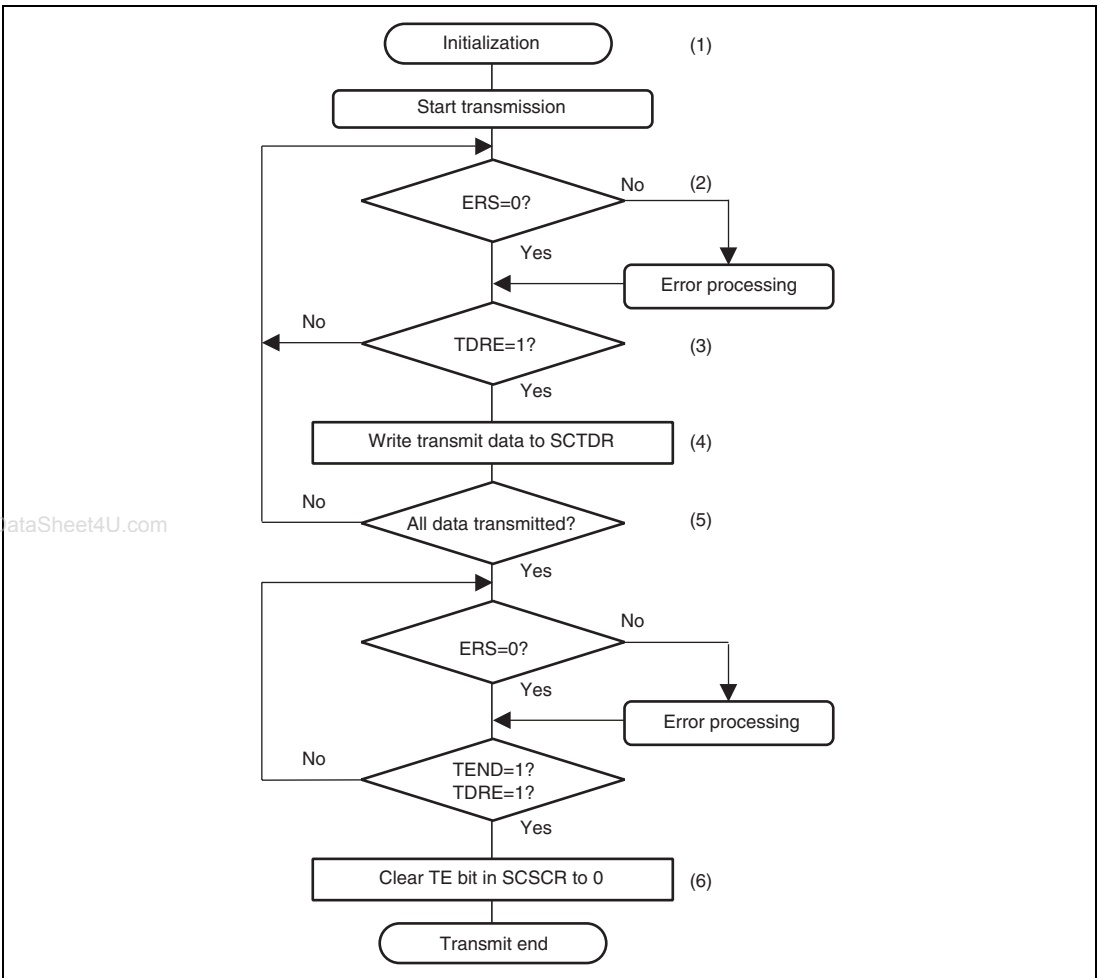 Initialization (1)
Start transmission
No (2)
ERS=0?
Yes
Error processing
No
TDRE=1? (3)
Yes
Write transmit data to SCTDR (4)
No
All data transmitted? (5)
ataSheet4U.com
Yes
No
ERS=0?
Yes
Error processing
No
TEND=1?
TDRE=1?
Yes
Clear TE bit in SCSCR to 0 (6)
Transmit end